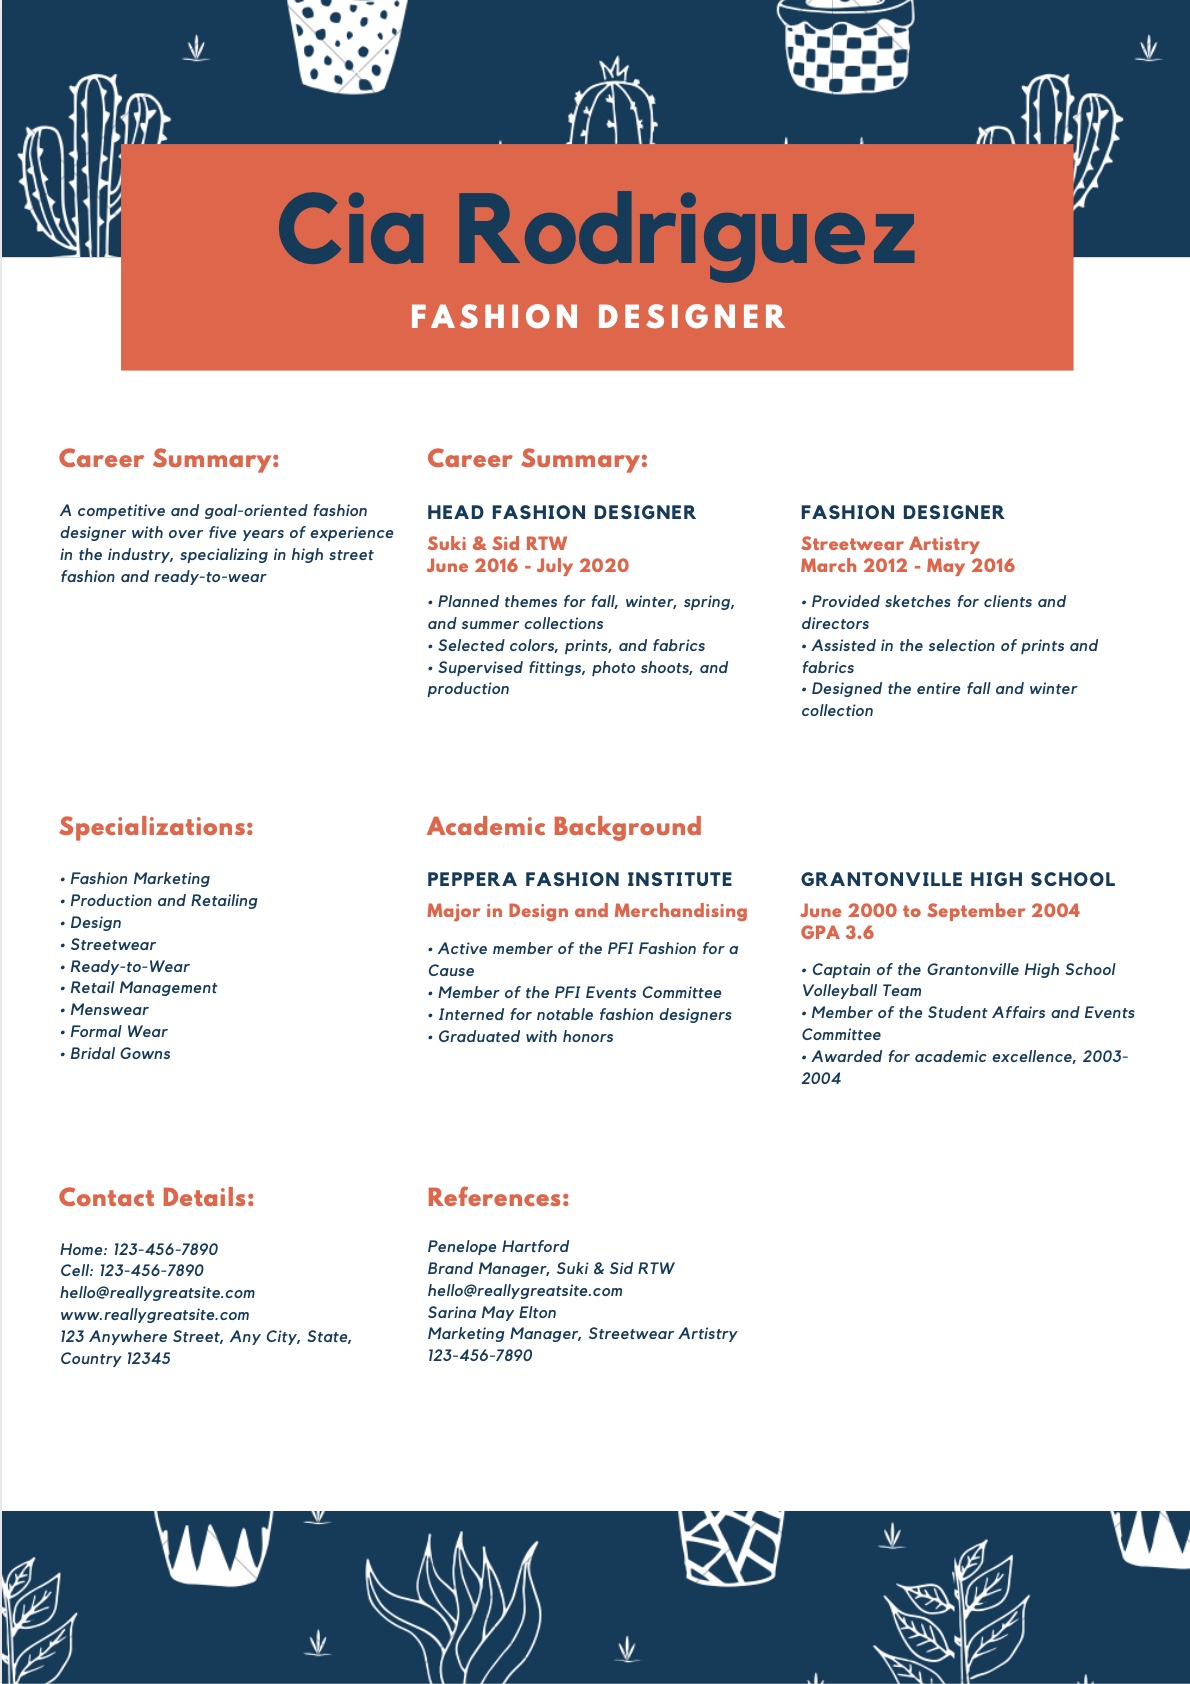 Cia Rodriguez
FASHION DESIGNER
Career Summary:
A competitive and goal-oriented fashion
designer with over five years of experience
in the industry, specializing in high street
fashion and ready-to-wear
Career Summary:
HEAD FASHION DESIGNER
Suki & Sid RTW
June 2016 - July 2020
• Planned themes for fall, winter, spring,
and summer collections
• Selected colors, prints, and fabrics
• Supervised fittings, photo shoots, and
production
FASHION DESIGNER
Streetwear Artistry
March 2012 - May 2016
• Provided sketches for clients and
directors
• Assisted in the selection of prints and
fabrics
• Designed the entire fall and winter
collection
Specializations:
• Fashion Marketing
• Production and Retailing
• Design
• Streetwear
• Ready-to-Wear
• Retail Management
• Menswear
• Formal Wear
• Bridal Gowns
Academic Background
PEPPERA FASHION INSTITUTE
Major in Design and Merchandising
• Active member of the PFI Fashion for a
Cause
• Member of the PFI Events Committee
• Interned for notable fashion designers
• Graduated with honors
GRANTONVILLE HIGH SCHOOL
June 2000 to September 2004
GPA 3.6
• Captain of the Grantonville High School
Volleyball Team
• Member of the Student Affairs and Events
Committee
• Awarded for academic excellence, 2003-
2004
Contact Details:
Home: 123-456-7890
Cell: 123-456-7890
hello@reallygreatsite.com
www.reallygreatsite.com
123 Anywhere Street, Any City, State,
Country 12345
References:
Penelope Hartford
Brand Manager, Suki & Sid RTW
hello@reallygreatsite.com
Sarina May Elton
Marketing Manager, Streetwear Artistry
123-456-7890